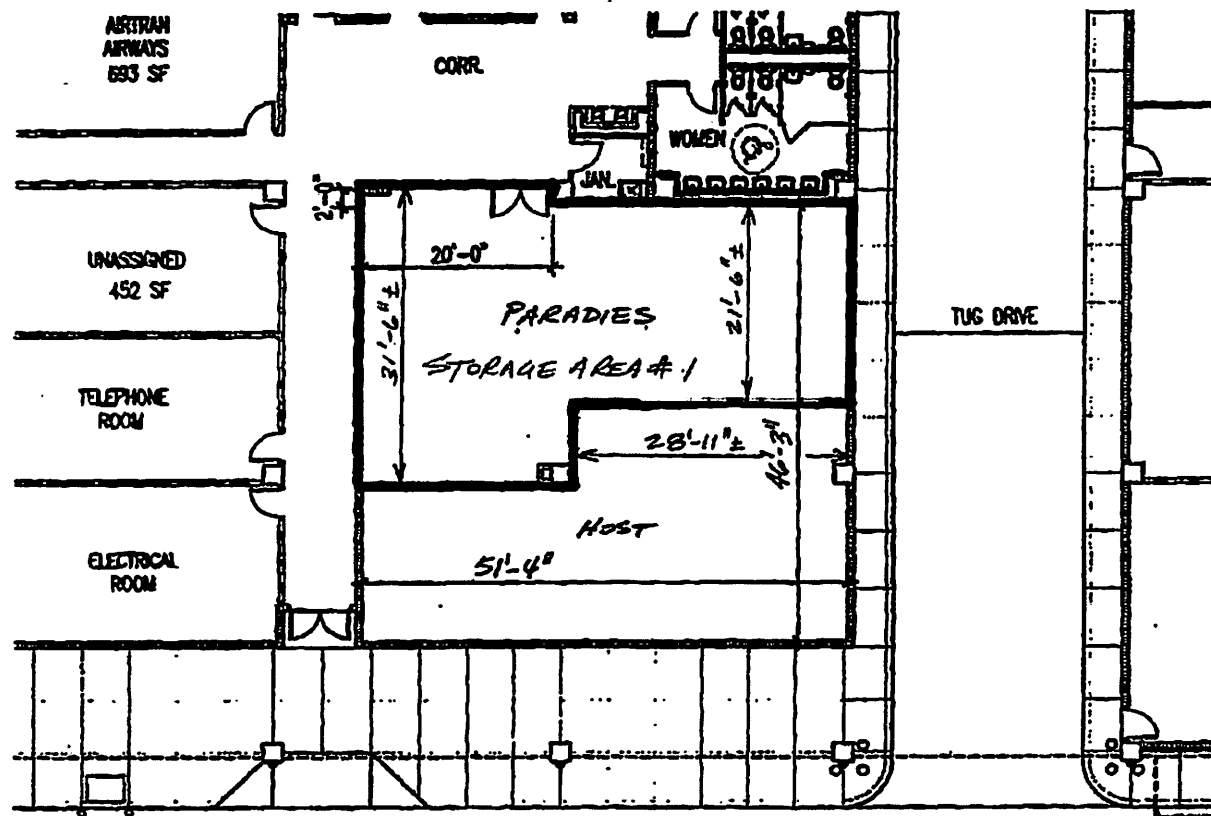 AIRTRAN
AIRWAYS
693 SF
CORR.
WOMEN
JAN.
2'-0"
UNASSIGNED
452 SF
20'-0"
31'-6"±
21'-6"±
PARADIES
STORAGE AREA #1
TUG DRIVE
TELEPHONE
ROOM
28'-11"±
46'-3"
HOST
51'-4"
ELECTRICAL
ROOM